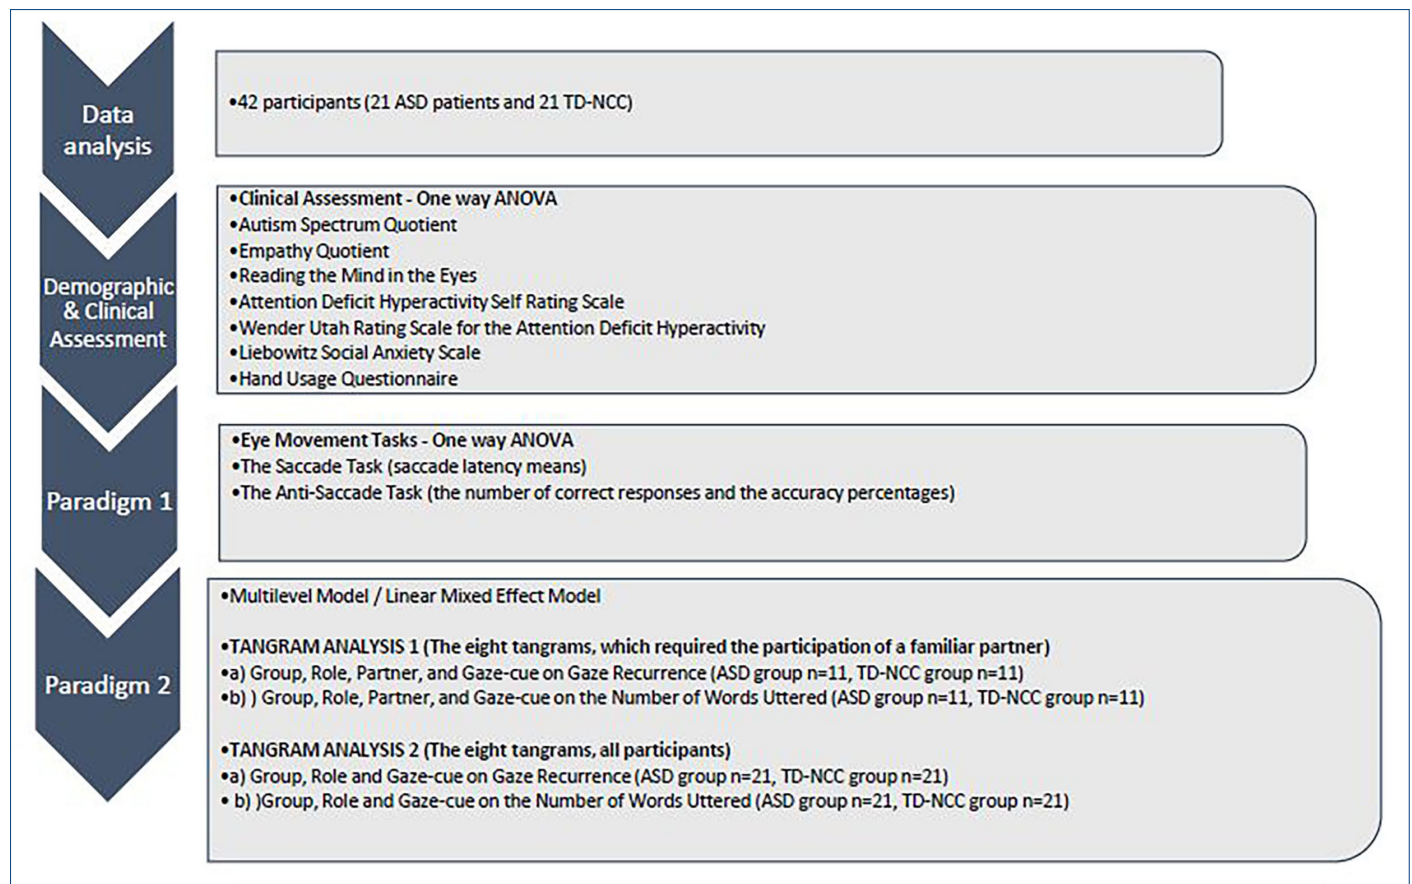 Data
analysis
•42 participants (21 ASD patients and 21 TD-NCC)
Demographic
& Clinical
Assessment
•Clinical Assessment - One way ANOVA
•Autism Spectrum Quotient
•Empathy Quotient
•Reading the Mind in the Eyes
•Attention Deficit Hyperactivity Self Rating Scale
•Wender Utah Rating Scale for the Attention Deficit Hyperactivity
•Liebowitz Social Anxiety Scale
•Hand Usage Questionnaire
Paradigm 1
•Eye Movement Tasks - One way ANOVA
•The Saccade Task (saccade latency means)
•The Anti-Saccade Task (the number of correct responses and the accuracy percentages)
Paradigm 2
•Multilevel Model / Linear Mixed Effect Model
•TANGRAM ANALYSIS 1 (The eight tangrams, which required the participation of a familiar partner)
•a) Group, Role, Partner, and Gaze-cue on Gaze Recurrence (ASD group n=11, TD-NCC group n=11)
•b) ) Group, Role, Partner, and Gaze-cue on the Number of Words Uttered (ASD group n=11, TD-NCC group n=11)
•TANGRAM ANALYSIS 2 (The eight tangrams, all participants)
•a) Group, Role and Gaze-cue on Gaze Recurrence (ASD group n=21, TD-NCC group n=21)
• b) )Group, Role and Gaze-cue on the Number of Words Uttered (ASD group n=21, TD-NCC group n=21)